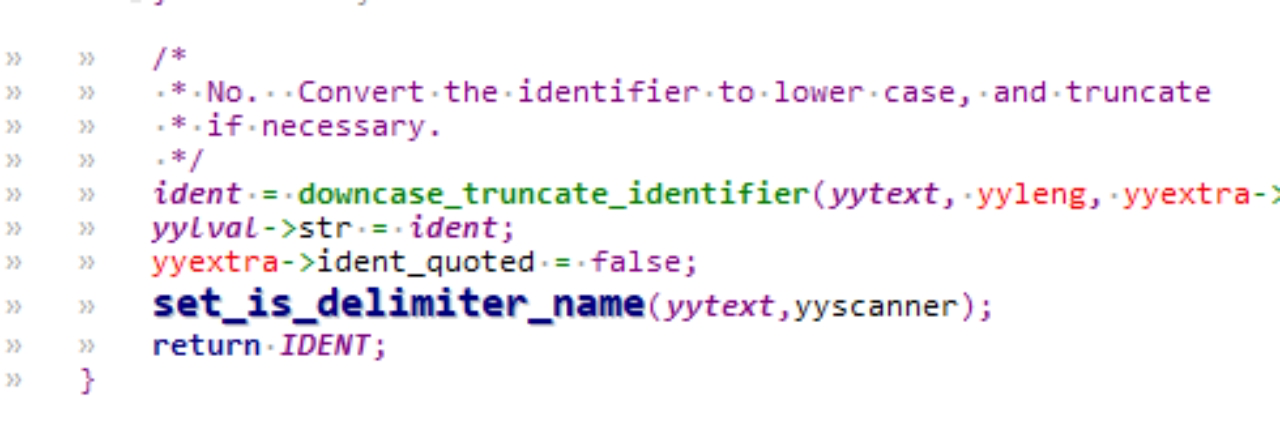 /*
* No.  Convert the identifier to lower case, and truncate
* if necessary.
*/
ident = downcase_truncate_identifier(yytext, yyleng, yyextra->
yylval->str = ident;
yyextra->ident_quoted = false;
set_is_delimiter_name(yytext,yyscanner);
return IDENT;
}